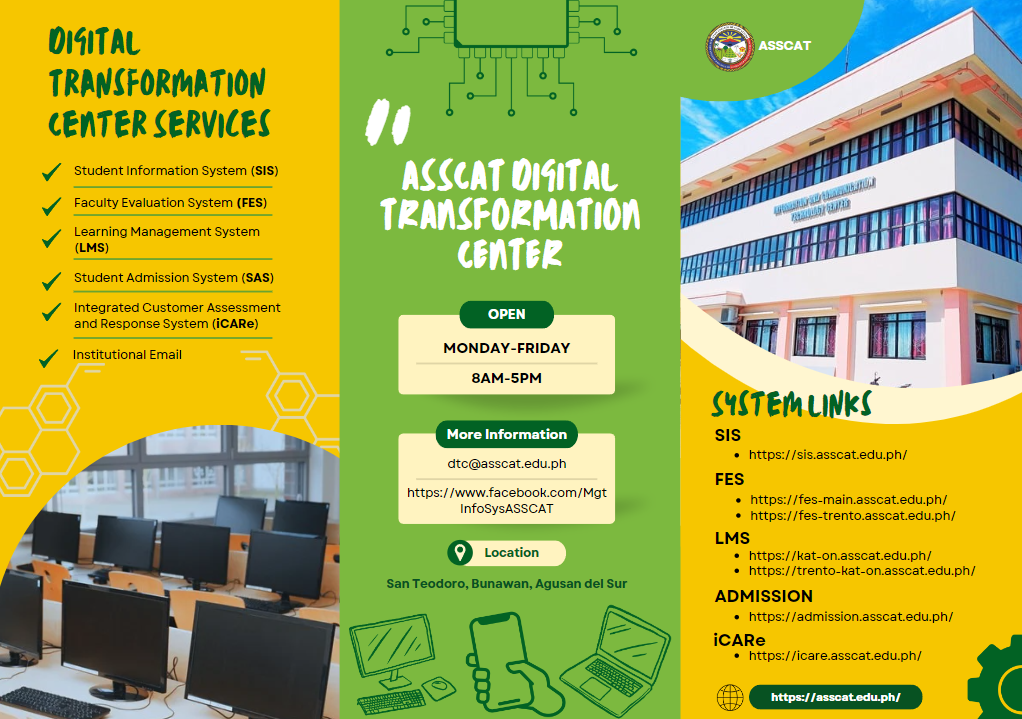 DIGITAL
TRANSFORMATION
CENTER SERVICES
Student Information System (SIS)
Faculty Evaluation System (FES)
Learning Management System
(LMS)
Student Admission System (SAS)
Integrated Customer Assessment
and Response System (iCARe)
Institutional Email
ASSCAT DIGITAL
TRANSFORMATION
CENTER
OPEN
MONDAY-FRIDAY
8AM-5PM
More Information
dtc@asscat.edu.ph
https://www.facebook.com/Mgt
InfoSysASSCAT
Location
San Teodoro, Bunawan, Agusan del Sur
ASSCAT
INFORMATION AND COMMUNICATION
TECHNOLOGY CENTER
SYSTEM LINKS
SIS
• https://sis.asscat.edu.ph/
FES
• https://fes-main.asscat.edu.ph/
• https://fes-trento.asscat.edu.ph/
LMS
• https://kat-on.asscat.edu.ph/
• https://trento-kat-on.asscat.edu.ph/
ADMISSION
• https://admission.asscat.edu.ph/
iCARe
• https://icare.asscat.edu.ph/
https://asscat.edu.ph/